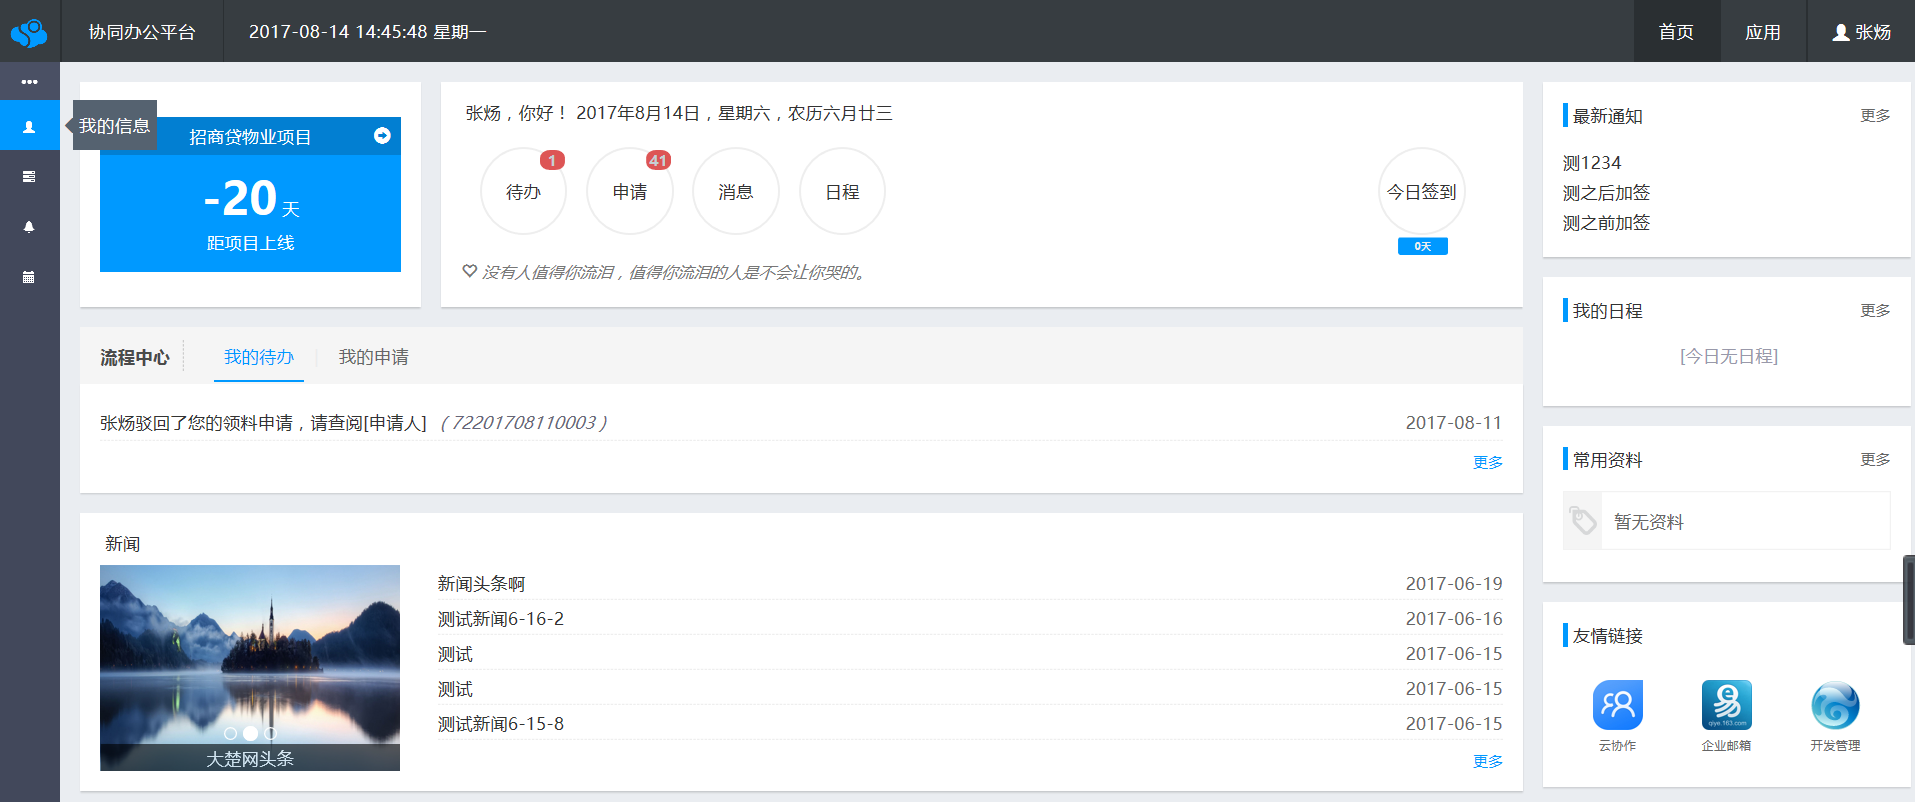 协同办公平台
2017-08-14 14:45:48 星期一
首页
应用
张炀
我的信息
招商贷物业项目
-20 天
距项目上线
张炀，你好！ 2017年8月14日，星期六，农历六月廿三
待办 1
申请 41
消息
日程
今日签到
0天
没有人值得你流泪，值得你流泪的人是不会让你哭的。
流程中心
我的待办
我的申请
张炀驳回了您的领料申请，请查阅[申请人] （72201708110003） 2017-08-11
更多
新闻
大楚网头条
新闻头条啊 2017-06-19
测试新闻6-16-2 2017-06-16
测试 2017-06-15
测试 2017-06-15
测试新闻6-15-8 2017-06-15
更多
最新通知 更多
测1234
测之后加签
测之前加签
我的日程 更多
[今日无日程]
常用资料 更多
暂无资料
友情链接
易
qiye.163.com
云协作
企业邮箱
开发管理